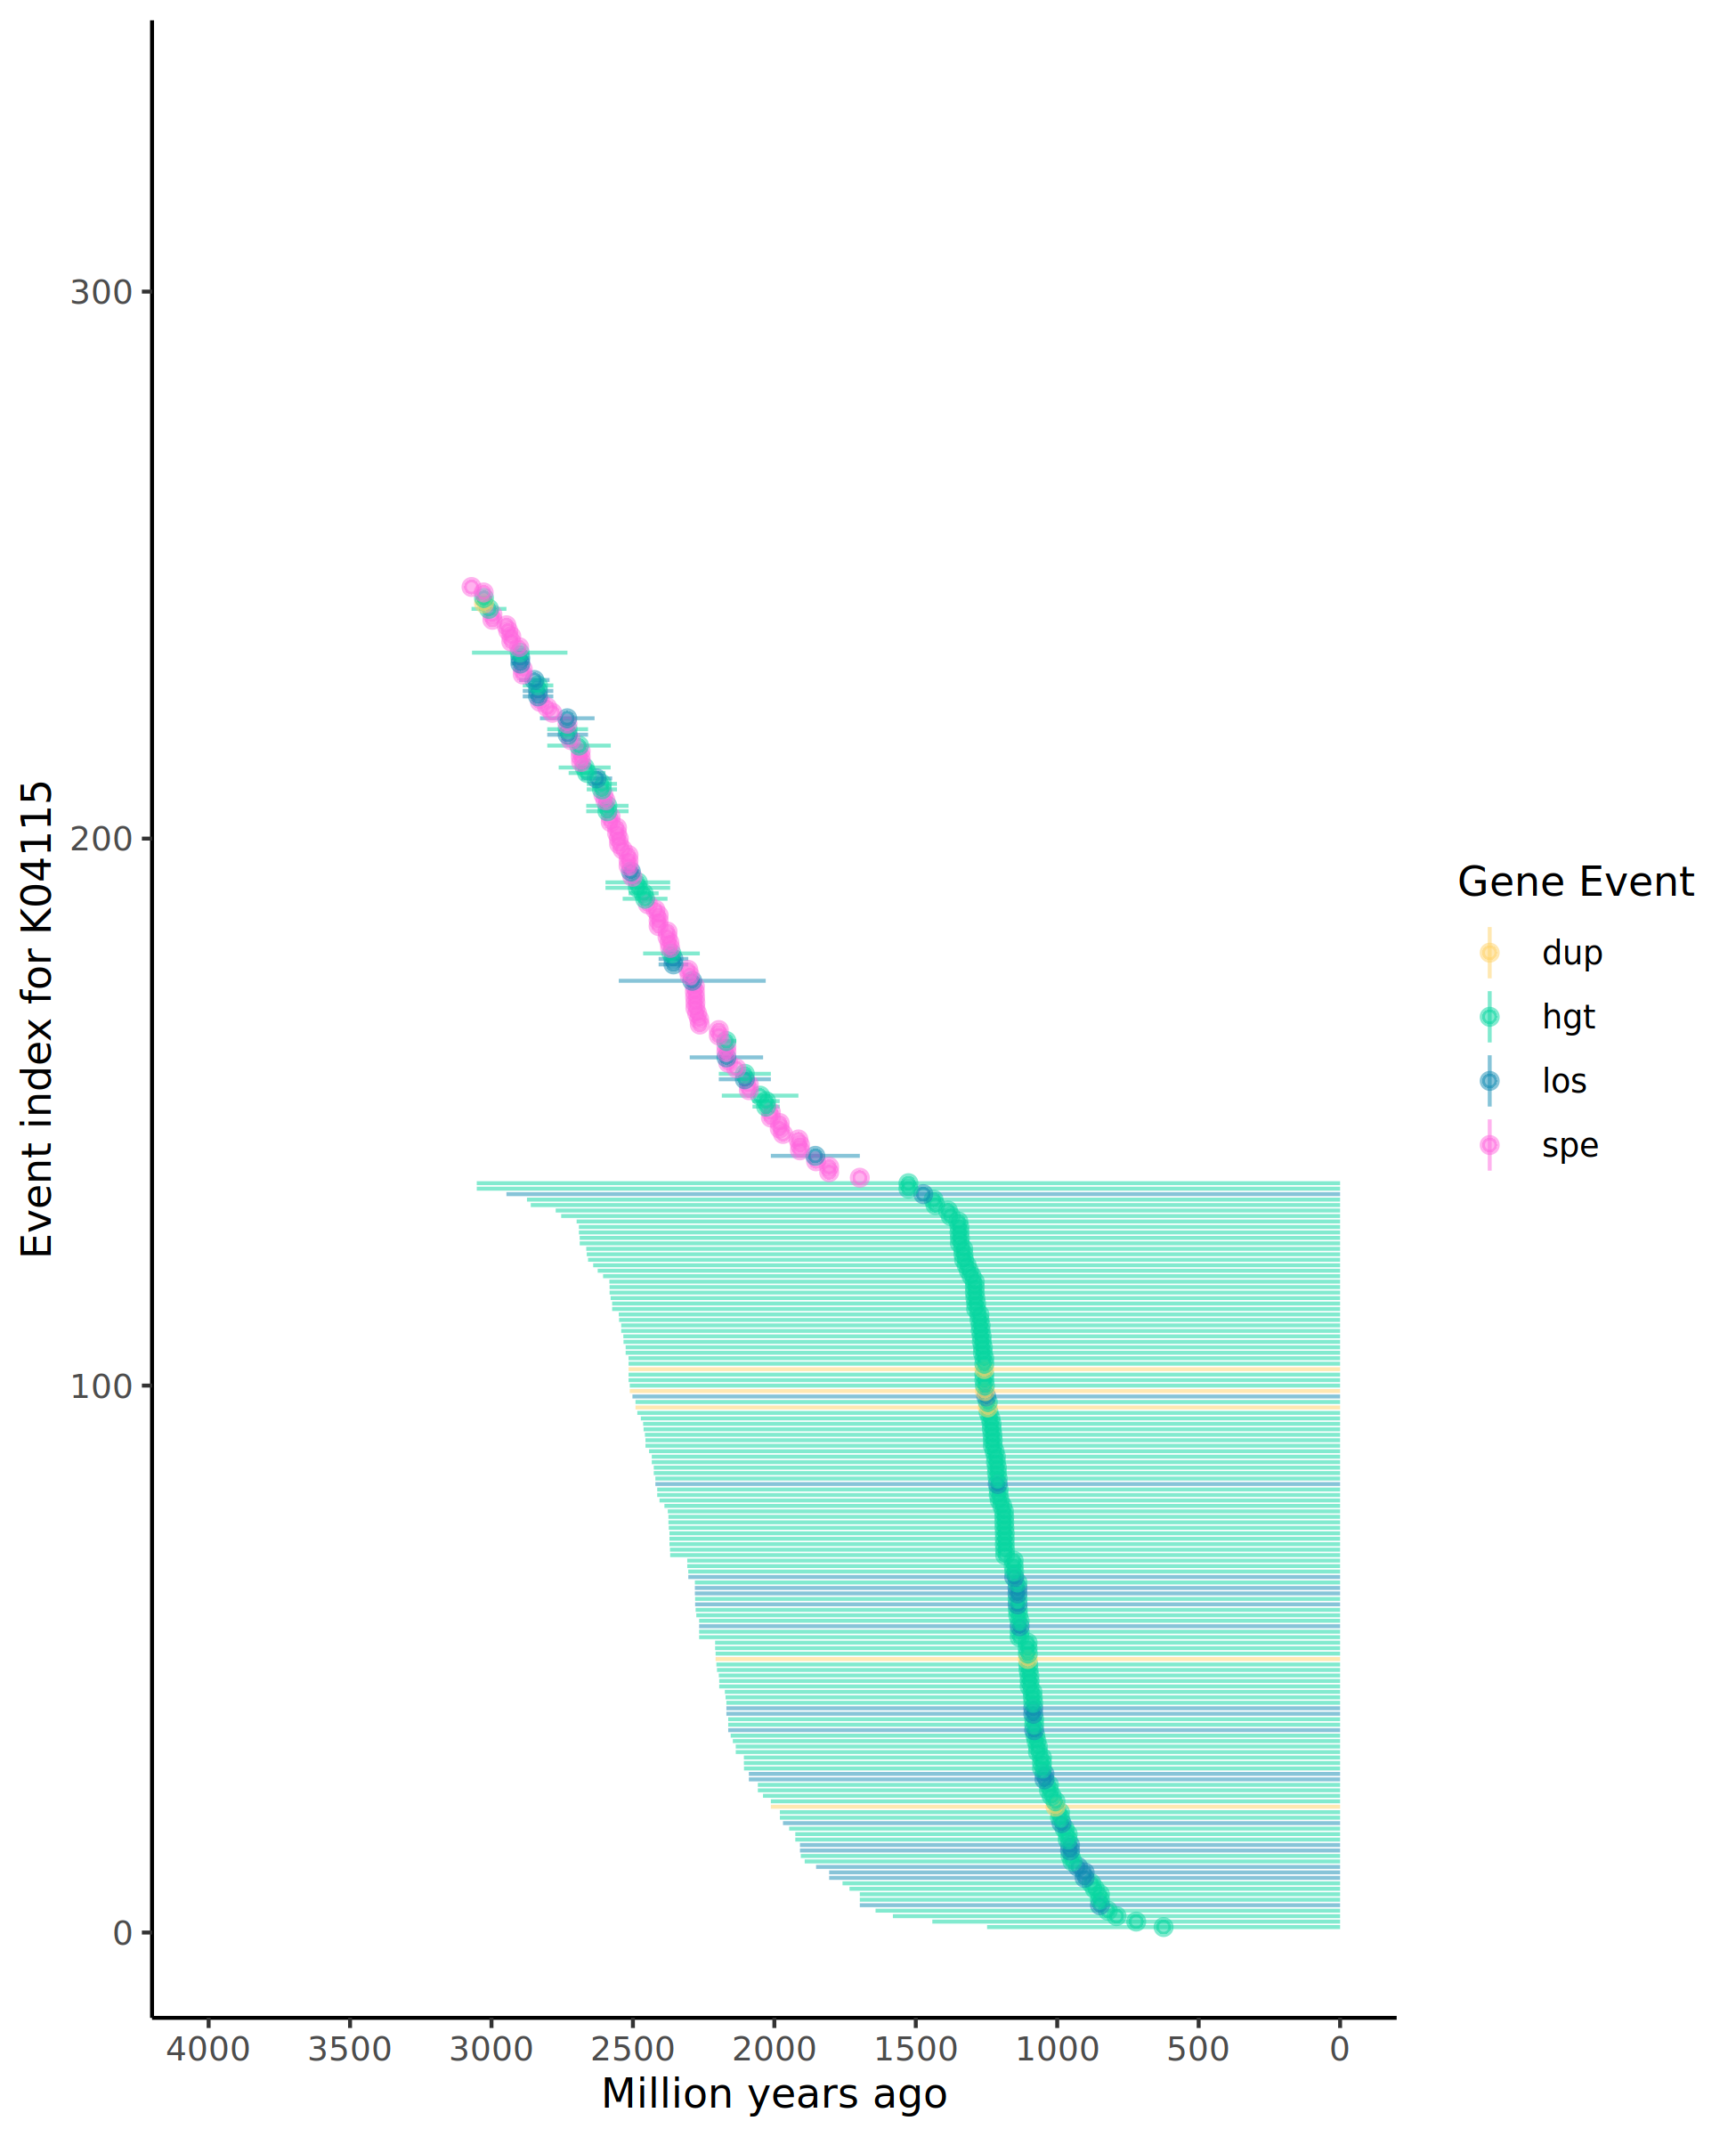 Event index for K04115
300
200
100
0
4000 3500 3000 2500 2000 1500 1000 500 0
Million years ago
Gene Event
dup
hgt
los
spe